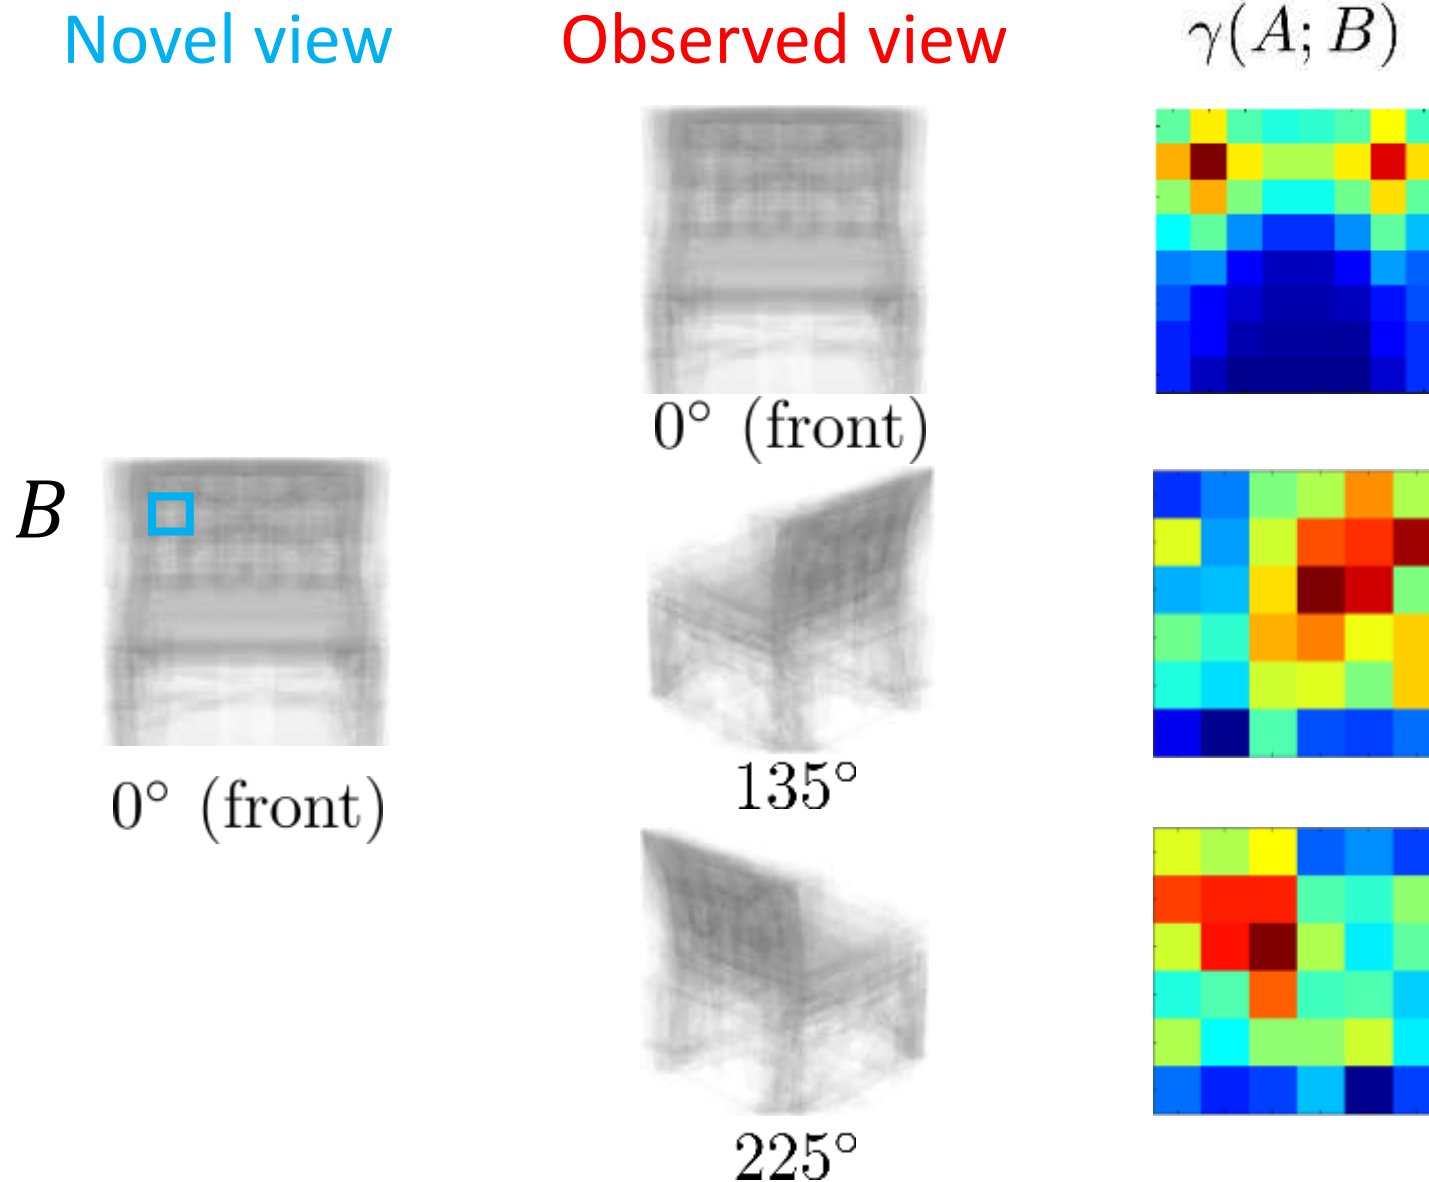 Novel view Observed view γ(A; B)
0° (front)
B
135°
0° (front)
225°